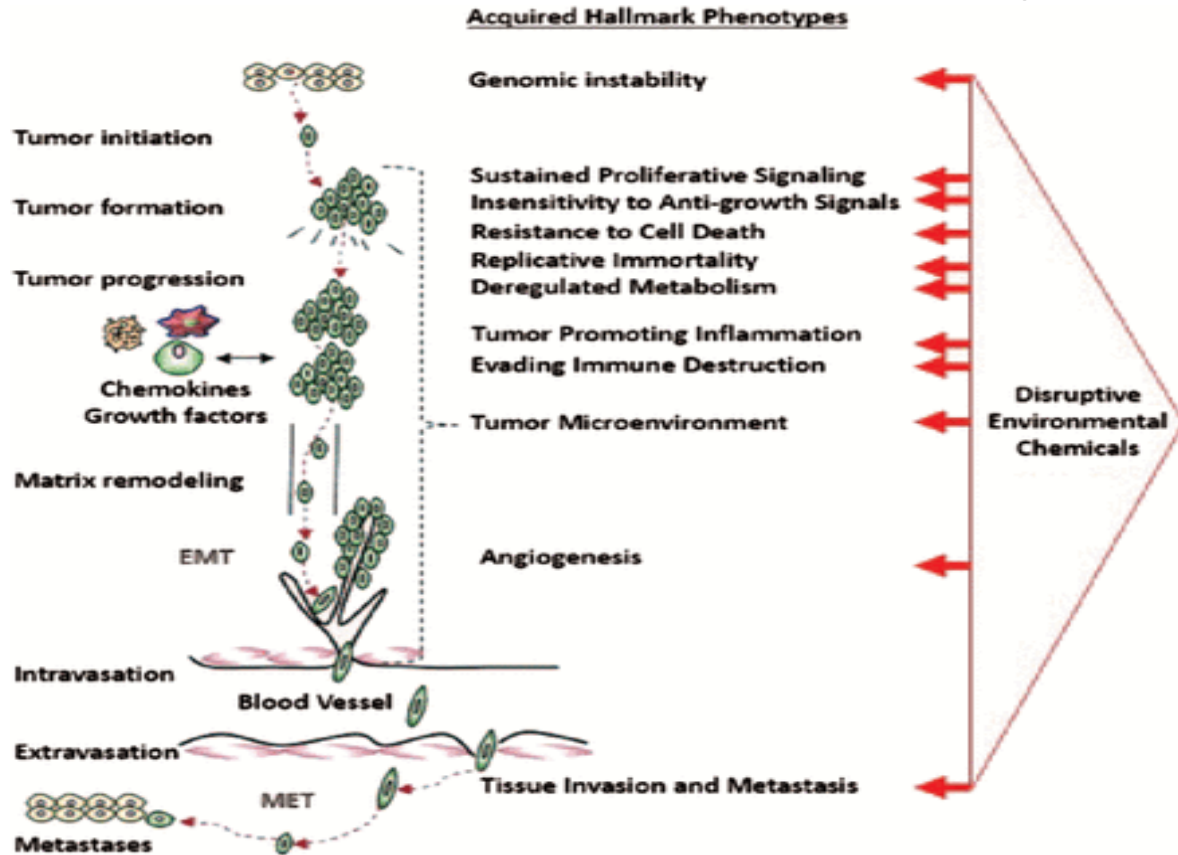 Acquired Hallmark Phenotypes
Genomic instability
Tumor initiation
Sustained Proliferative Signaling
Tumor formation
Insensitivity to Anti-growth Signals
Resistance to Cell Death
Replicative Immortality
Tumor progression
Deregulated Metabolism
Tumor Promoting Inflammation
Evading Immune Destruction
Chemokines
Growth factors
Tumor Microenvironment
Disruptive
Environmental
Chemicals
Matrix remodeling
EMT
Angiogenesis
Intravasation
Blood Vessel
Extravasation
Tissue Invasion and Metastasis
MET
Metastases